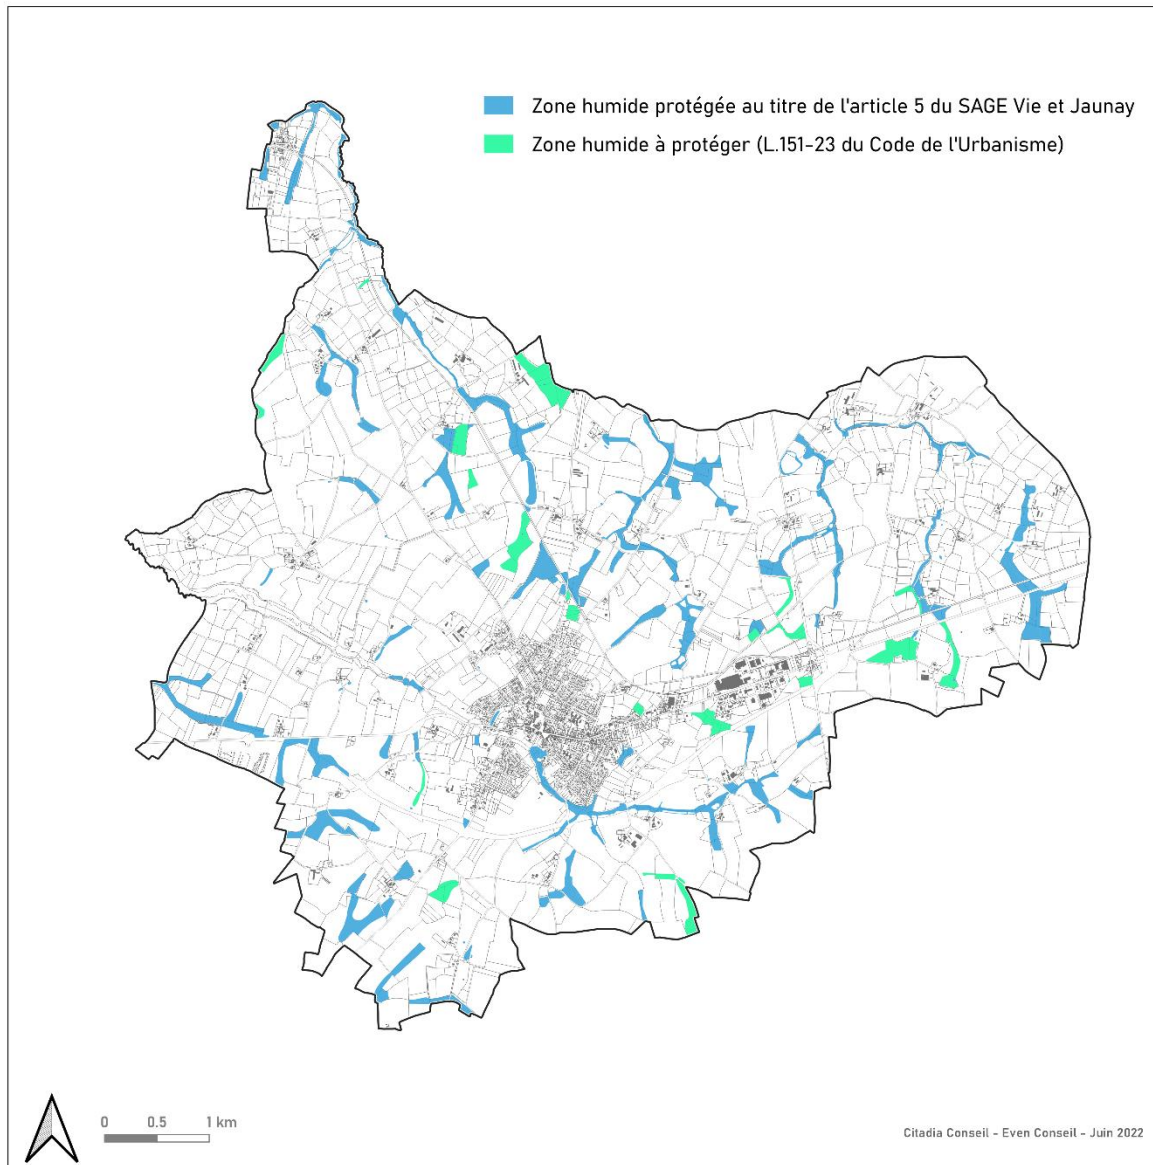 Zone humide protégée au titre de l'article 5 du SAGE Vie et Jaunay
Zone humide à protéger (L.151-23 du Code de l'Urbanisme)
0 0.5 1 km
Citadia Conseil - Even Conseil - Juin 2022